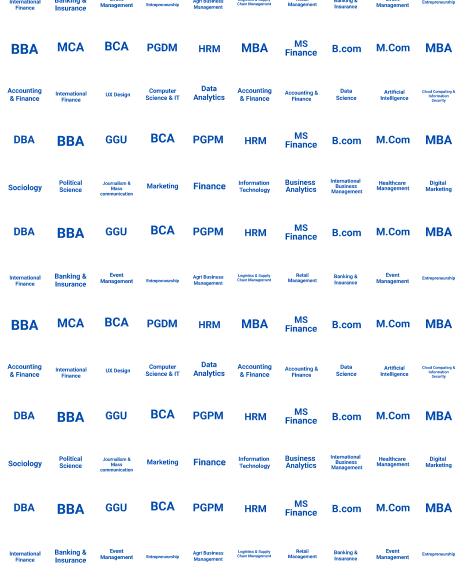 International Finance Banking & Insurance Event Management Entrepreneurship Agri Business Management Logistics & Supply Chain Management Retail Management Banking & Insurance Event Management Entrepreneurship
BBA MCA BCA PGDM HRM MBA MS Finance B.com M.Com MBA
Accounting & Finance International Finance UX Design Computer Science & IT Data Analytics Accounting & Finance Accounting & Finance Data Science Artificial Intelligence Cloud Computing & Information Security
DBA BBA GGU BCA PGPM HRM MS Finance B.com M.Com MBA
Sociology Political Science Journalism & Mass communication Marketing Finance Information Technology Business Analytics International Business Management Healthcare Management Digital Marketing
DBA BBA GGU BCA PGPM HRM MS Finance B.com M.Com MBA
International Finance Banking & Insurance Event Management Entrepreneurship Agri Business Management Logistics & Supply Chain Management Retail Management Banking & Insurance Event Management Entrepreneurship
BBA MCA BCA PGDM HRM MBA MS Finance B.com M.Com MBA
Accounting & Finance International Finance UX Design Computer Science & IT Data Analytics Accounting & Finance Accounting & Finance Data Science Artificial Intelligence Cloud Computing & Information Security
DBA BBA GGU BCA PGPM HRM MS Finance B.com M.Com MBA
Sociology Political Science Journalism & Mass communication Marketing Finance Information Technology Business Analytics International Business Management Healthcare Management Digital Marketing
DBA BBA GGU BCA PGPM HRM MS Finance B.com M.Com MBA
International Finance Banking & Insurance Event Management Entrepreneurship Agri Business Management Logistics & Supply Chain Management Retail Management Banking & Insurance Event Management Entrepreneurship